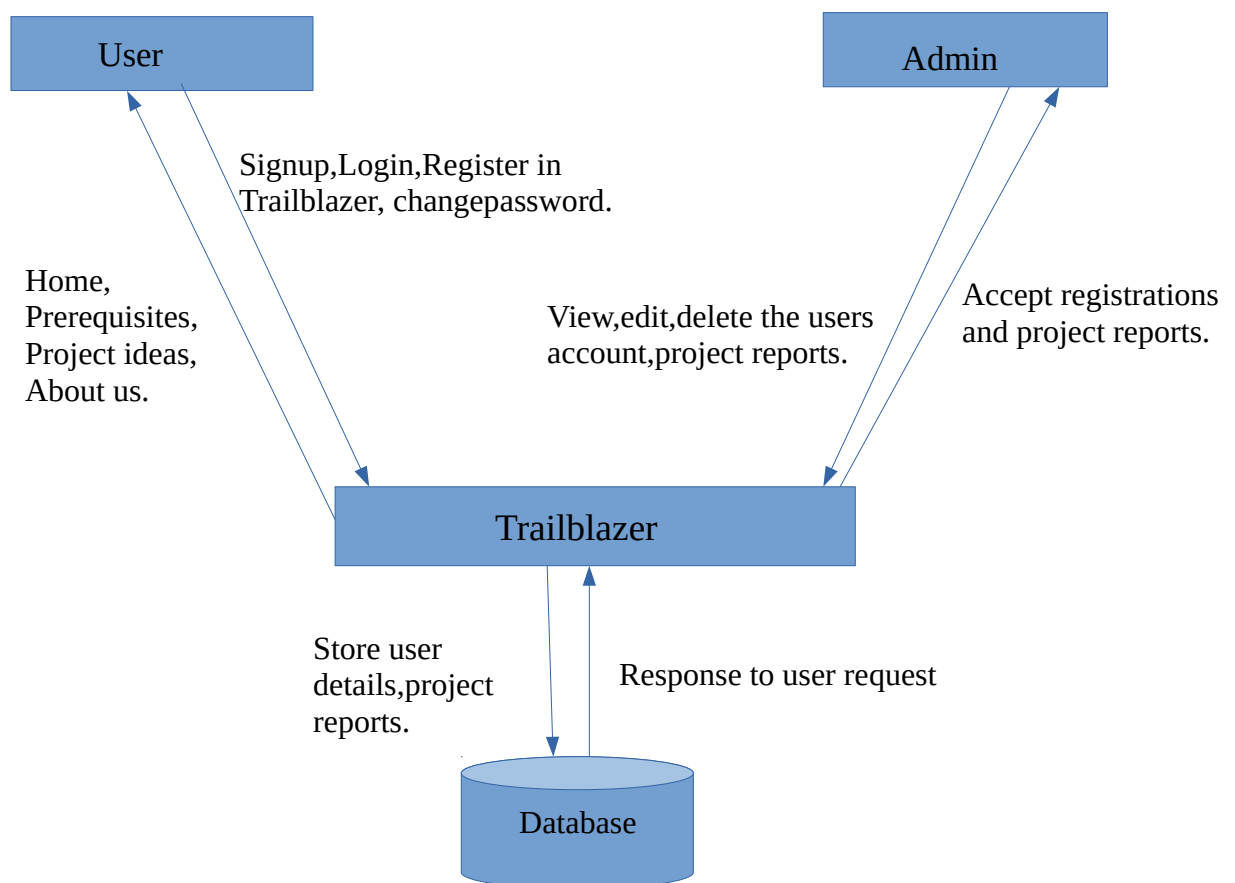 User
Admin
Signup,Login,Register in
Trailblazer, changepassword.
Home,
Prerequisites,
Project ideas,
About us.
View,edit,delete the users
account,project reports.
Accept registrations
and project reports.
Trailblazer
Store user
details,project
reports.
Response to user request
Database